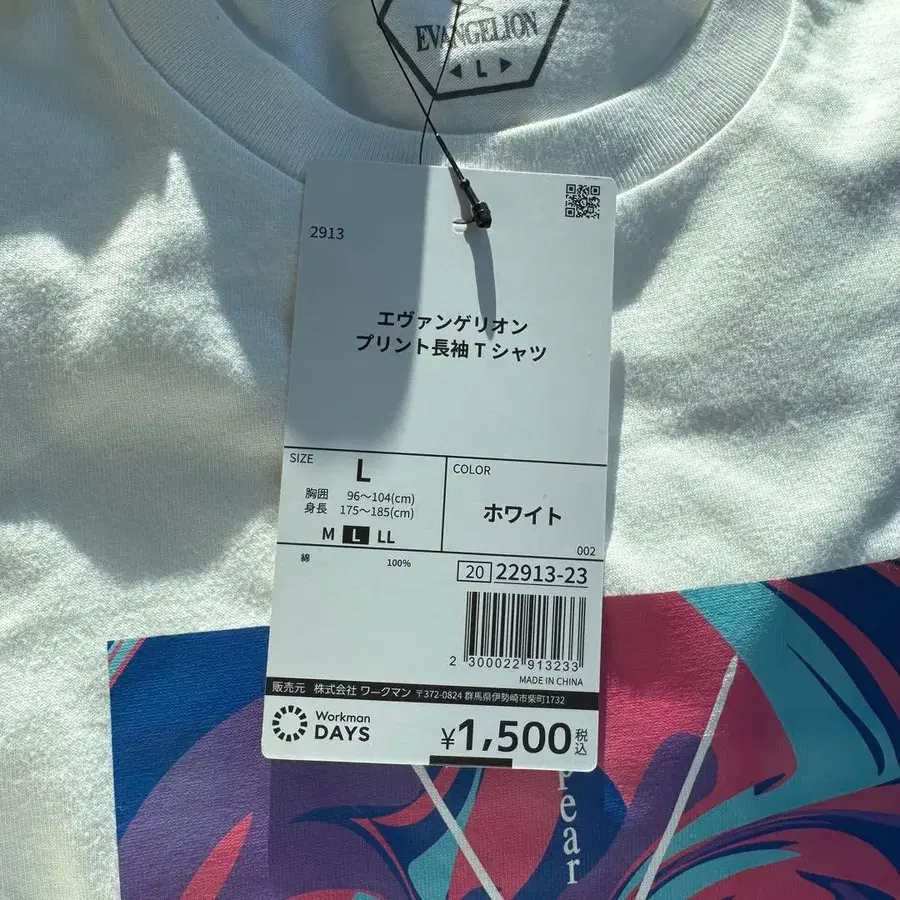 EVANGELION
◀ L ▶
2913
エヴァンゲリオン
プリント長袖Tシャツ
SIZE
L
胸囲 96〜104(cm)
身長 175〜185(cm)
M L LL
COLOR
ホワイト
002
綿 100%
20 22913-23
2 300022 913233
MADE IN CHINA
販売元 株式会社 ワークマン 〒372-0824 群馬県伊勢崎市柴町1732
Workman
DAYS
¥1,500税込
pear